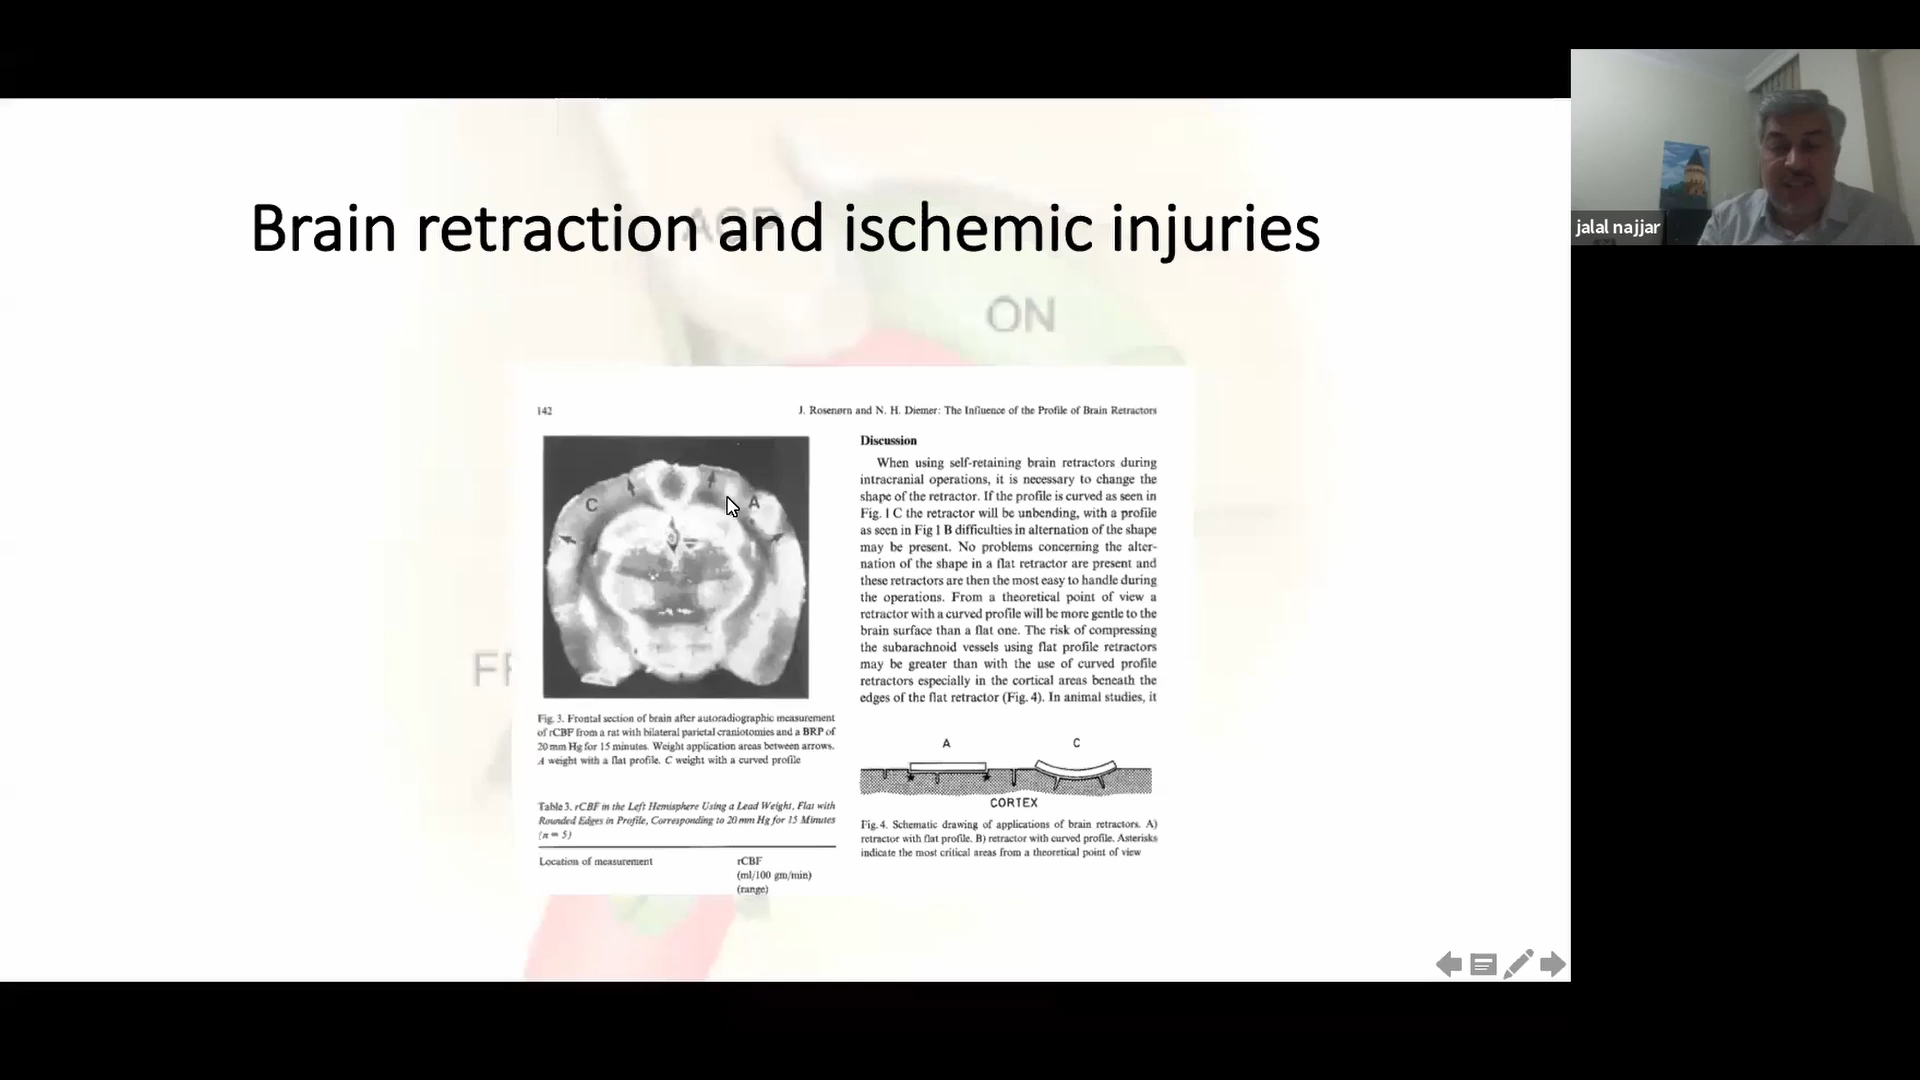 Brain retraction and ischemic injuries
jalal najjar
ACP
ON
142
J. Rosenørn and N. H. Diemer: The Influence of the Profile of Brain Retractors
C
A
Fig. 3. Frontal section of brain after autoradiographic measurement
of rCBF from a rat with bilateral parietal craniotomies and a BRP of
20 mm Hg for 15 minutes. Weight application areas between arrows.
A weight with a flat profile. C weight with a curved profile
Table 3. rCBF in the Left Hemisphere Using a Lead Weight, Flat with
Rounded Edges in Profile, Corresponding to 20 mm Hg for 15 Minutes
(n = 5)
Location of measurement
rCBF
(ml/100 gm/min)
(range)
Discussion
When using self-retaining brain retractors during
intracranial operations, it is necessary to change the
shape of the retractor. If the profile is curved as seen in
Fig. 1 C the retractor will be unbending, with a profile
as seen in Fig 1 B difficulties in alternation of the shape
may be present. No problems concerning the alter-
nation of the shape in a flat retractor are present and
these retractors are then the most easy to handle during
the operations. From a theoretical point of view a
retractor with a curved profile will be more gentle to the
brain surface than a flat one. The risk of compressing
the subarachnoid vessels using flat profile retractors
may be greater than with the use of curved profile
retractors especially in the cortical areas beneath the
edges of the flat retractor (Fig. 4). In animal studies, it
A
C
CORTEX
Fig. 4. Schematic drawing of applications of brain retractors. A)
retractor with flat profile. B) retractor with curved profile. Asterisks
indicate the most critical areas from a theoretical point of view